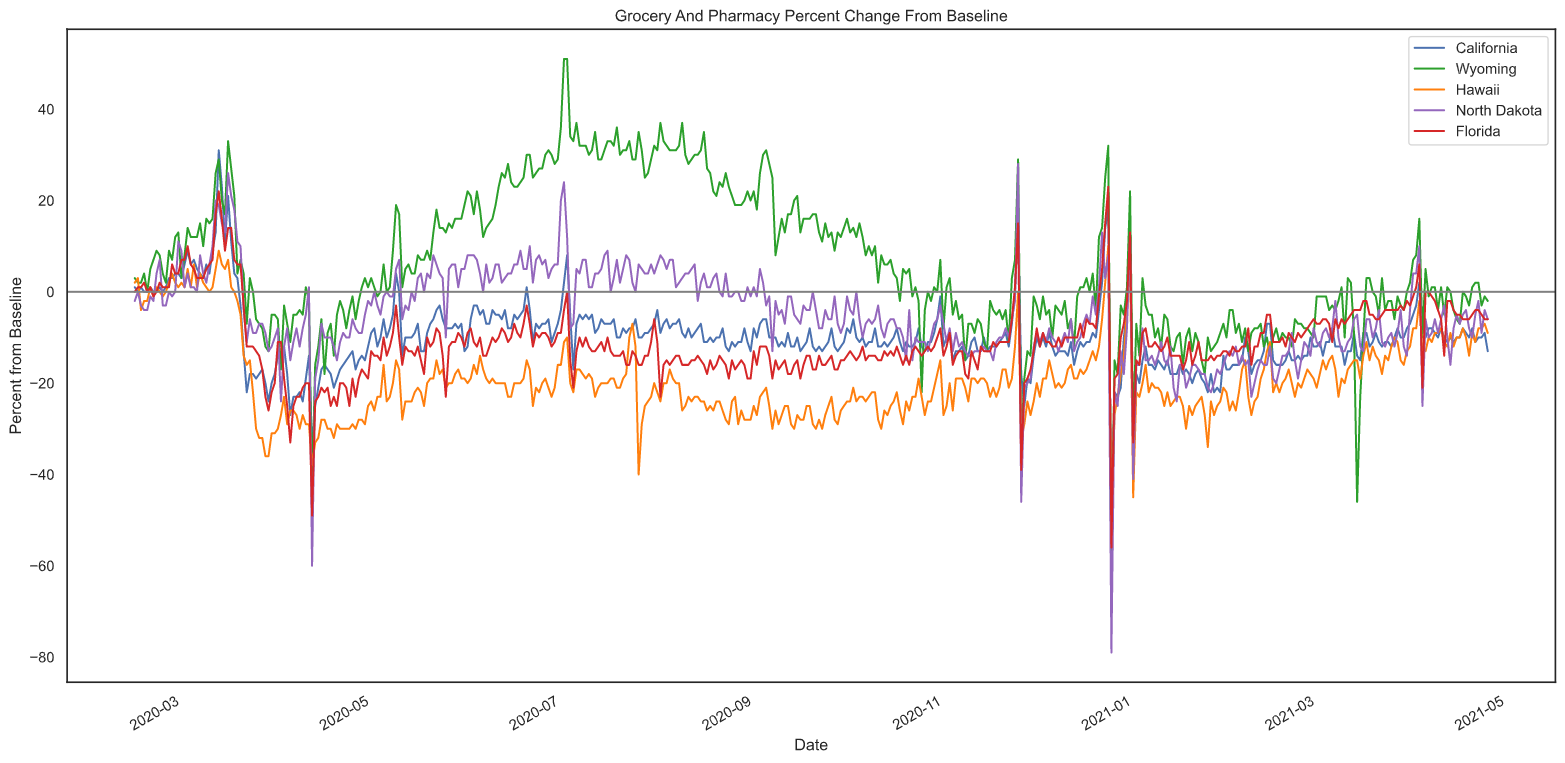 Grocery And Pharmacy Percent Change From Baseline
California
Wyoming
Hawaii
North Dakota
Florida
Percent from Baseline
40
20
0
−20
−40
−60
−80
2020-03
2020-05
2020-07
2020-09
2020-11
2021-01
2021-03
2021-05
Date